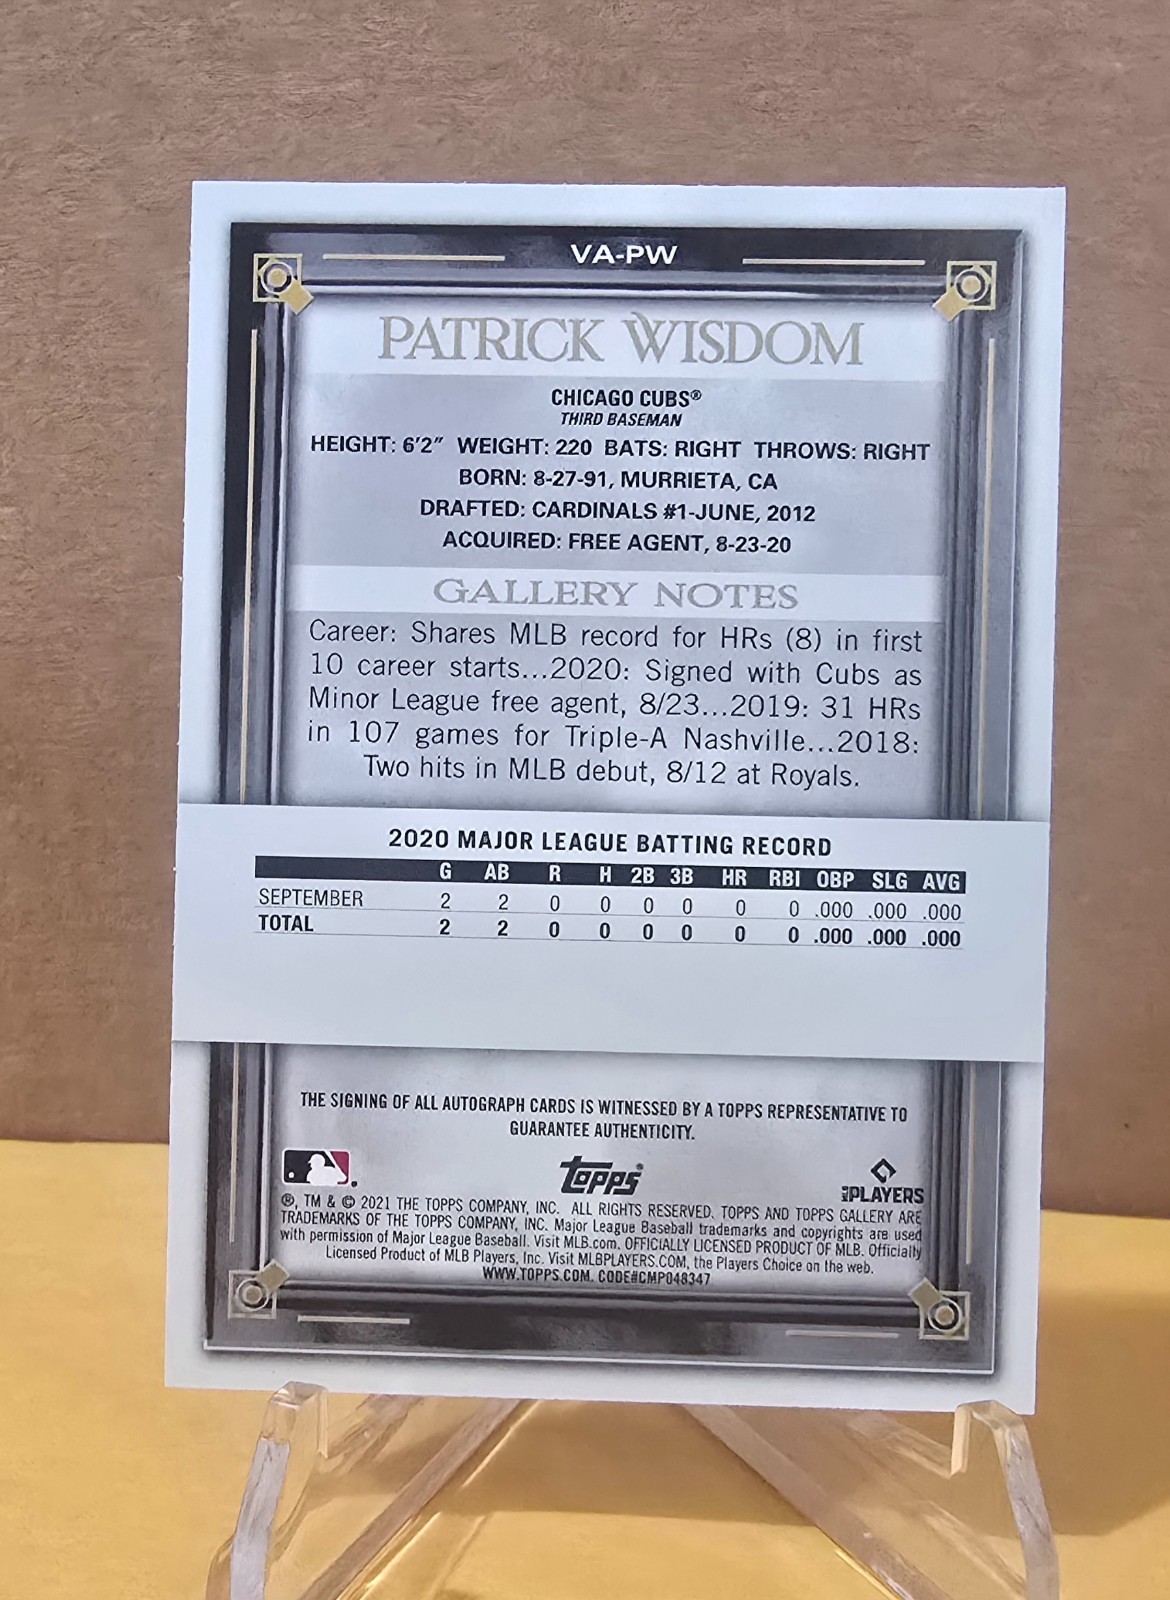 VA-PW
PATRICK WISDOM
CHICAGO CUBS®
THIRD BASEMAN
HEIGHT: 6'2" WEIGHT: 220 BATS: RIGHT THROWS: RIGHT
BORN: 8-27-91, MURRIETA, CA
DRAFTED: CARDINALS #1-JUNE, 2012
ACQUIRED: FREE AGENT, 8-23-20
GALLERY NOTES
Career: Shares MLB record for HRs (8) in first
10 career starts...2020: Signed with Cubs as
Minor League free agent, 8/23...2019: 31 HRs
in 107 games for Triple-A Nashville...2018:
Two hits in MLB debut, 8/12 at Royals.
2020 MAJOR LEAGUE BATTING RECORD
G AB R H 2B 3B HR RBI OBP SLG AVG
SEPTEMBER 2 2 0 0 0 0 0 0 .000 .000 .000
TOTAL 2 2 0 0 0 0 0 0 .000 .000 .000
THE SIGNING OF ALL AUTOGRAPH CARDS IS WITNESSED BY A TOPPS REPRESENTATIVE TO
GUARANTEE AUTHENTICITY.
topps®
MLB PLAYERS
®, TM & © 2021 THE TOPPS COMPANY, INC. ALL RIGHTS RESERVED. TOPPS AND TOPPS GALLERY ARE
TRADEMARKS OF THE TOPPS COMPANY, INC. Major League Baseball trademarks and copyrights are used
with permission of Major League Baseball. Visit MLB.com. OFFICIALLY LICENSED PRODUCT OF MLB. Officially
Licensed Product of MLB Players, Inc. Visit MLBPLAYERS.COM, the Players Choice on the web.
WWW.TOPPS.COM. CODE#CMP048347